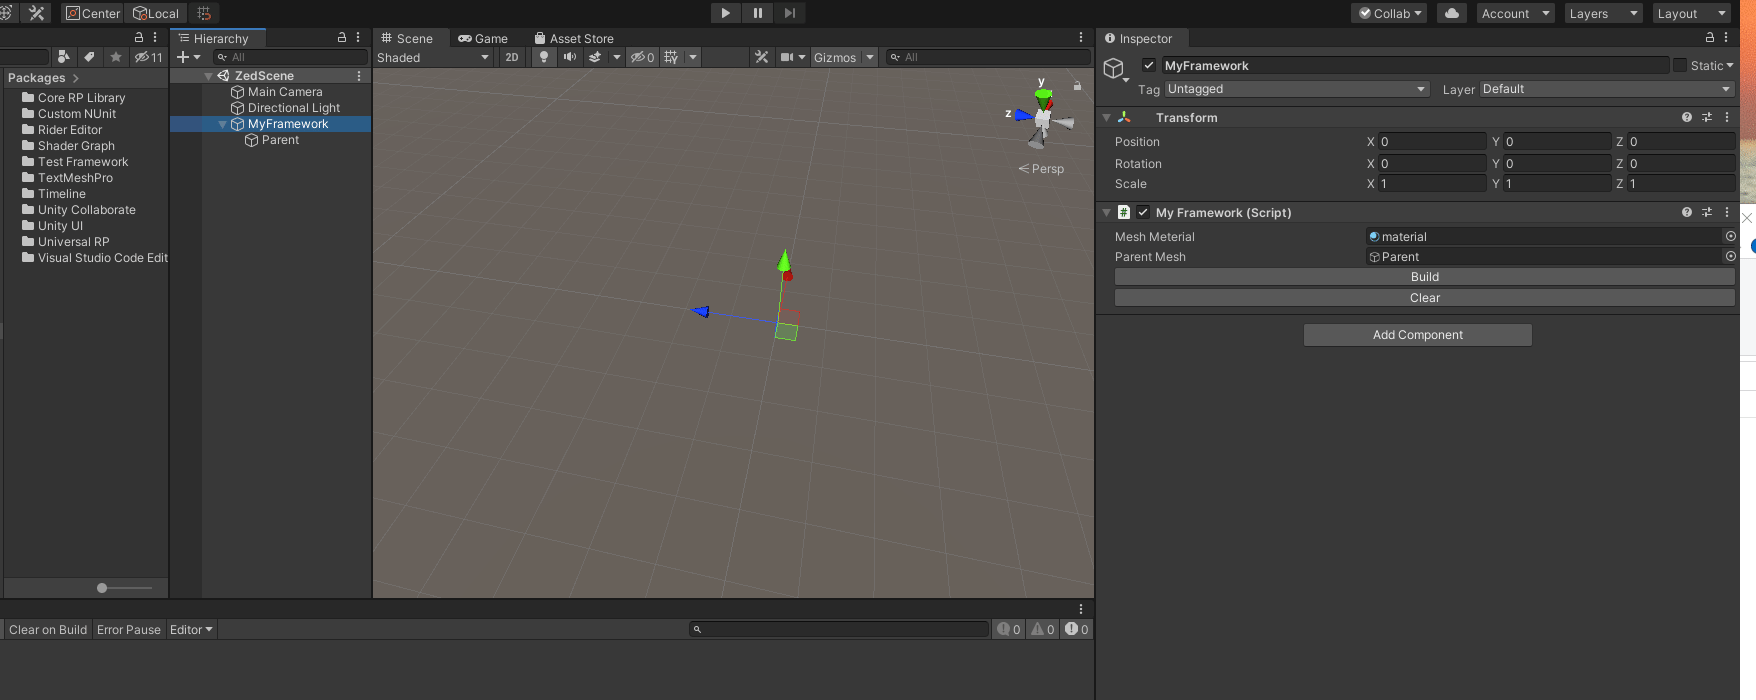 Center Local Collab Account Layers Layout
Hierarchy
Scene Game Asset Store
Inspector
11
All
Shaded 2D 0 Gizmos All
MyFramework Static
Tag Untagged Layer Default
Packages
Core RP Library
Custom NUnit
Rider Editor
Shader Graph
Test Framework
TextMeshPro
Timeline
Unity Collaborate
Unity UI
Universal RP
Visual Studio Code Edit
ZedScene
Main Camera
Directional Light
MyFramework
Parent
y
z
Persp
Transform
Position X 0 Y 0 Z 0
Rotation X 0 Y 0 Z 0
Scale X 1 Y 1 Z 1
# My Framework (Script)
Mesh Meterial material
Parent Mesh Parent
Build
Clear
Add Component
Clear on Build Error Pause Editor 0 0 0